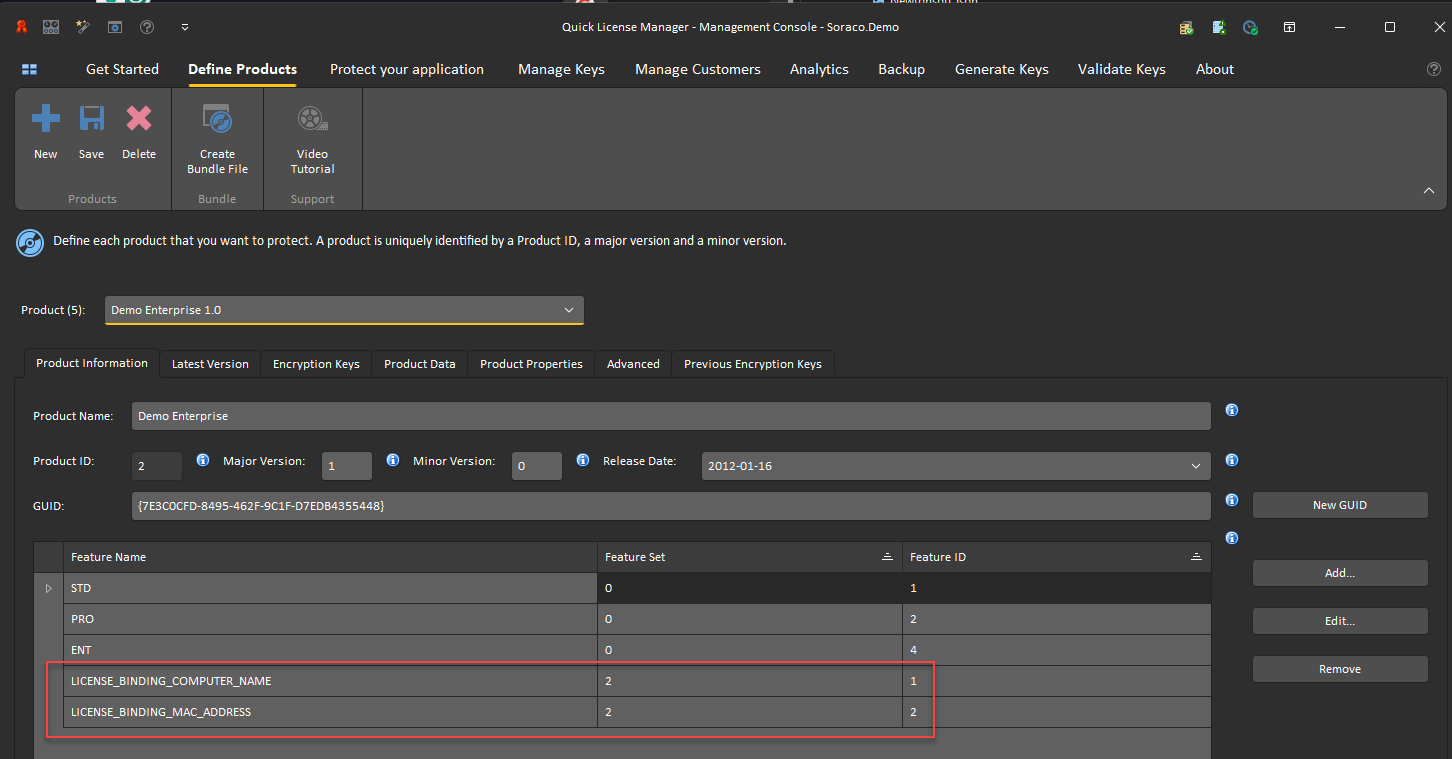 Quick License Manager - Management Console - Soraco.Demo
Get Started Define Products Protect your application Manage Keys Manage Customers Analytics Backup Generate Keys Validate Keys About
New Save Delete Create Bundle File Video Tutorial
Products Bundle Support
Define each product that you want to protect. A product is uniquely identified by a Product ID, a major version and a minor version.
Product (5): Demo Enterprise 1.0
Product Information Latest Version Encryption Keys Product Data Product Properties Advanced Previous Encryption Keys
Product Name: Demo Enterprise
Product ID: 2 Major Version: 1 Minor Version: 0 Release Date: 2012-01-16
GUID: {7E3C0CFD-8495-462F-9C1F-D7EDB4355448} New GUID
Feature Name Feature Set Feature ID
STD 0 1
Add...
PRO 0 2
Edit...
ENT 0 4
Remove
LICENSE_BINDING_COMPUTER_NAME 2 1
LICENSE_BINDING_MAC_ADDRESS 2 2